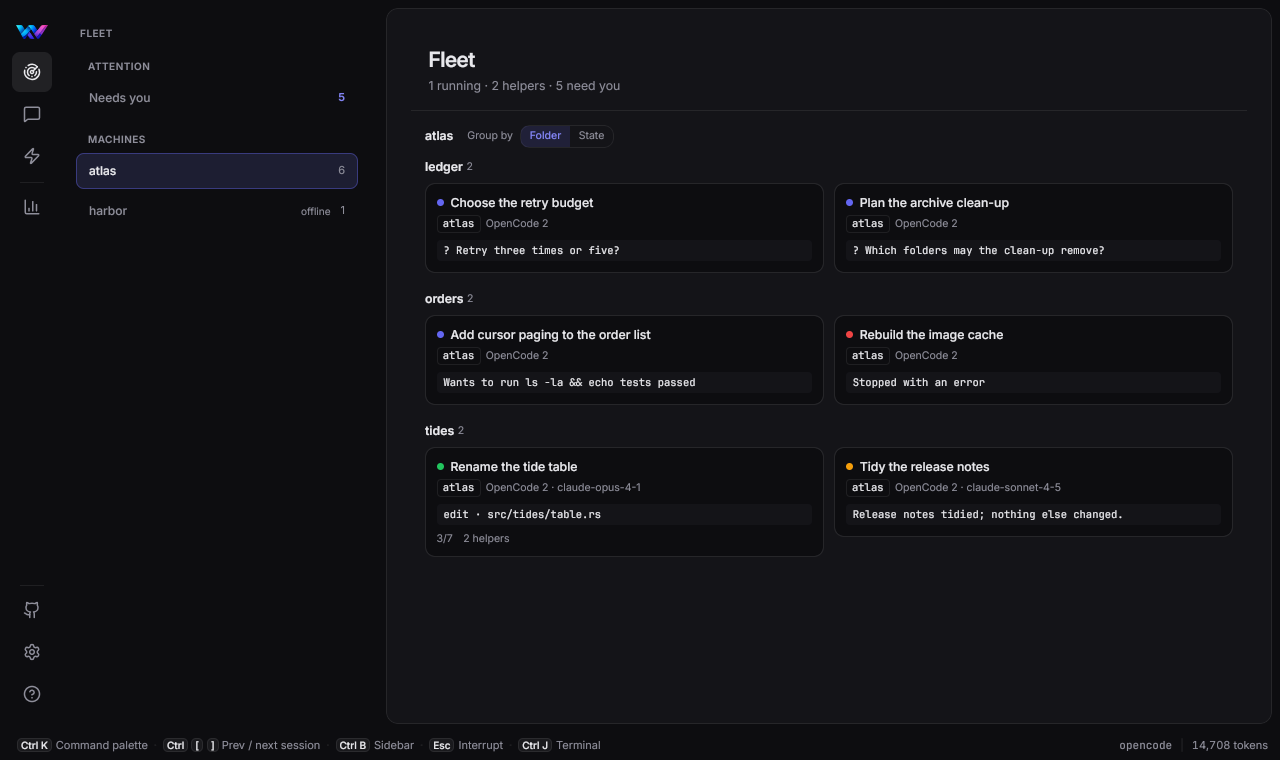 FLEET
ATTENTION
Needs you 5
MACHINES
atlas 6
harbor offline 1
Fleet
1 running · 2 helpers · 5 need you
atlas Group by Folder State
ledger 2
Choose the retry budget
atlas OpenCode 2
? Retry three times or five?
Plan the archive clean-up
atlas OpenCode 2
? Which folders may the clean-up remove?
orders 2
Add cursor paging to the order list
atlas OpenCode 2
Wants to run ls -la && echo tests passed
Rebuild the image cache
atlas OpenCode 2
Stopped with an error
tides 2
Rename the tide table
atlas OpenCode 2 · claude-opus-4-1
edit · src/tides/table.rs
3/7 2 helpers
Tidy the release notes
atlas OpenCode 2 · claude-sonnet-4-5
Release notes tidied; nothing else changed.
Ctrl K Command palette · Ctrl [ ] Prev / next session · Ctrl B Sidebar · Esc Interrupt · Ctrl J Terminal
opencode 14,708 tokens